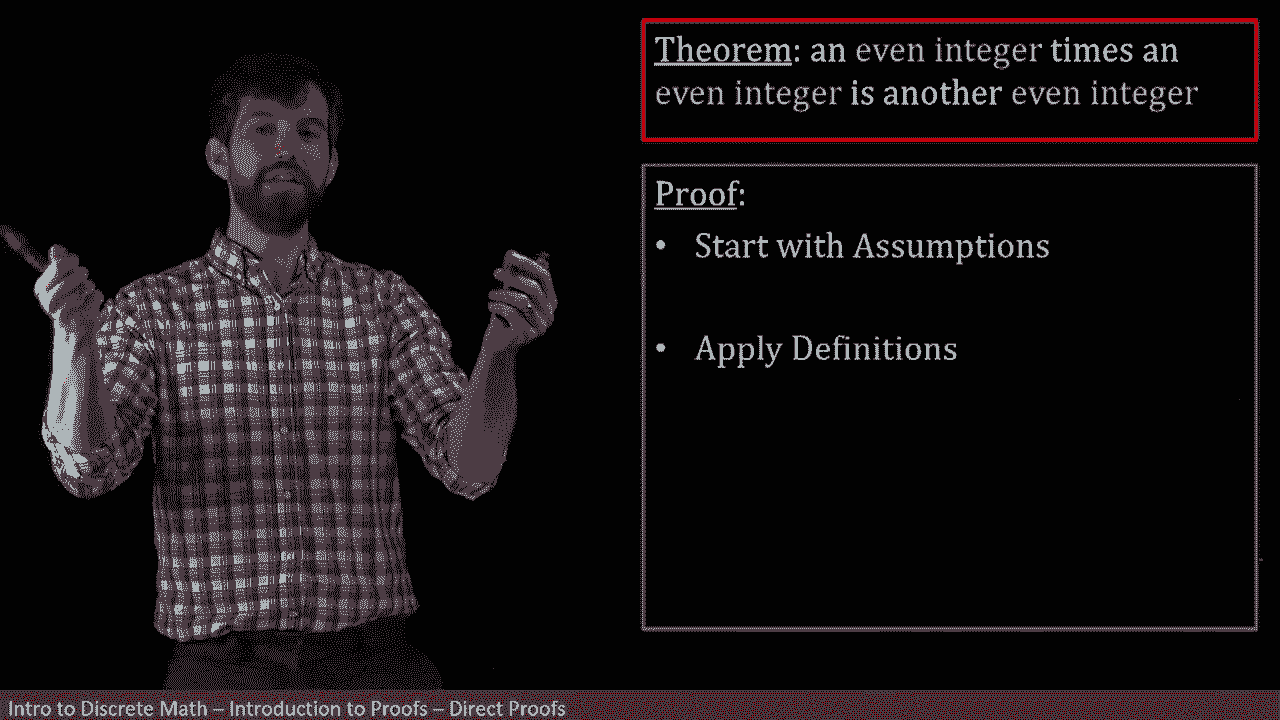 Theorem: an even integer times an
even integer is another even integer
Proof:
• Start with Assumptions
• Apply Definitions
Intro to Discrete Math – Introduction to Proofs – Direct Proofs